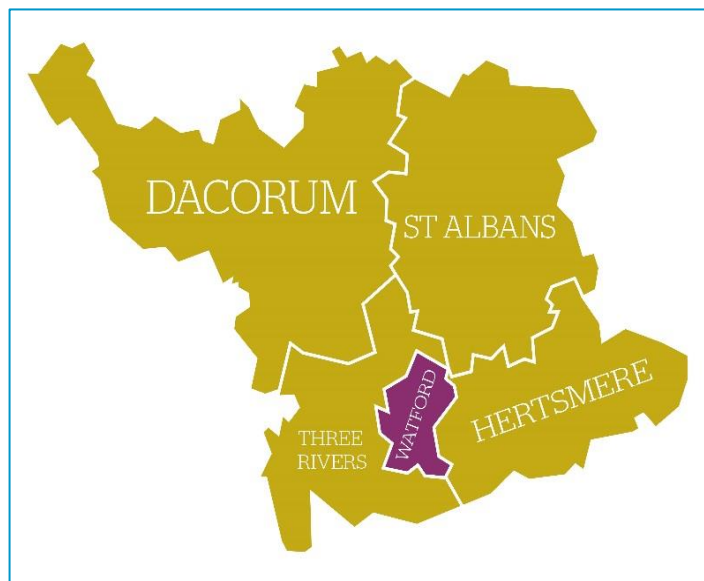 DACORUM
ST ALBANS
HERTSMERE
WATFORD
THREE
RIVERS